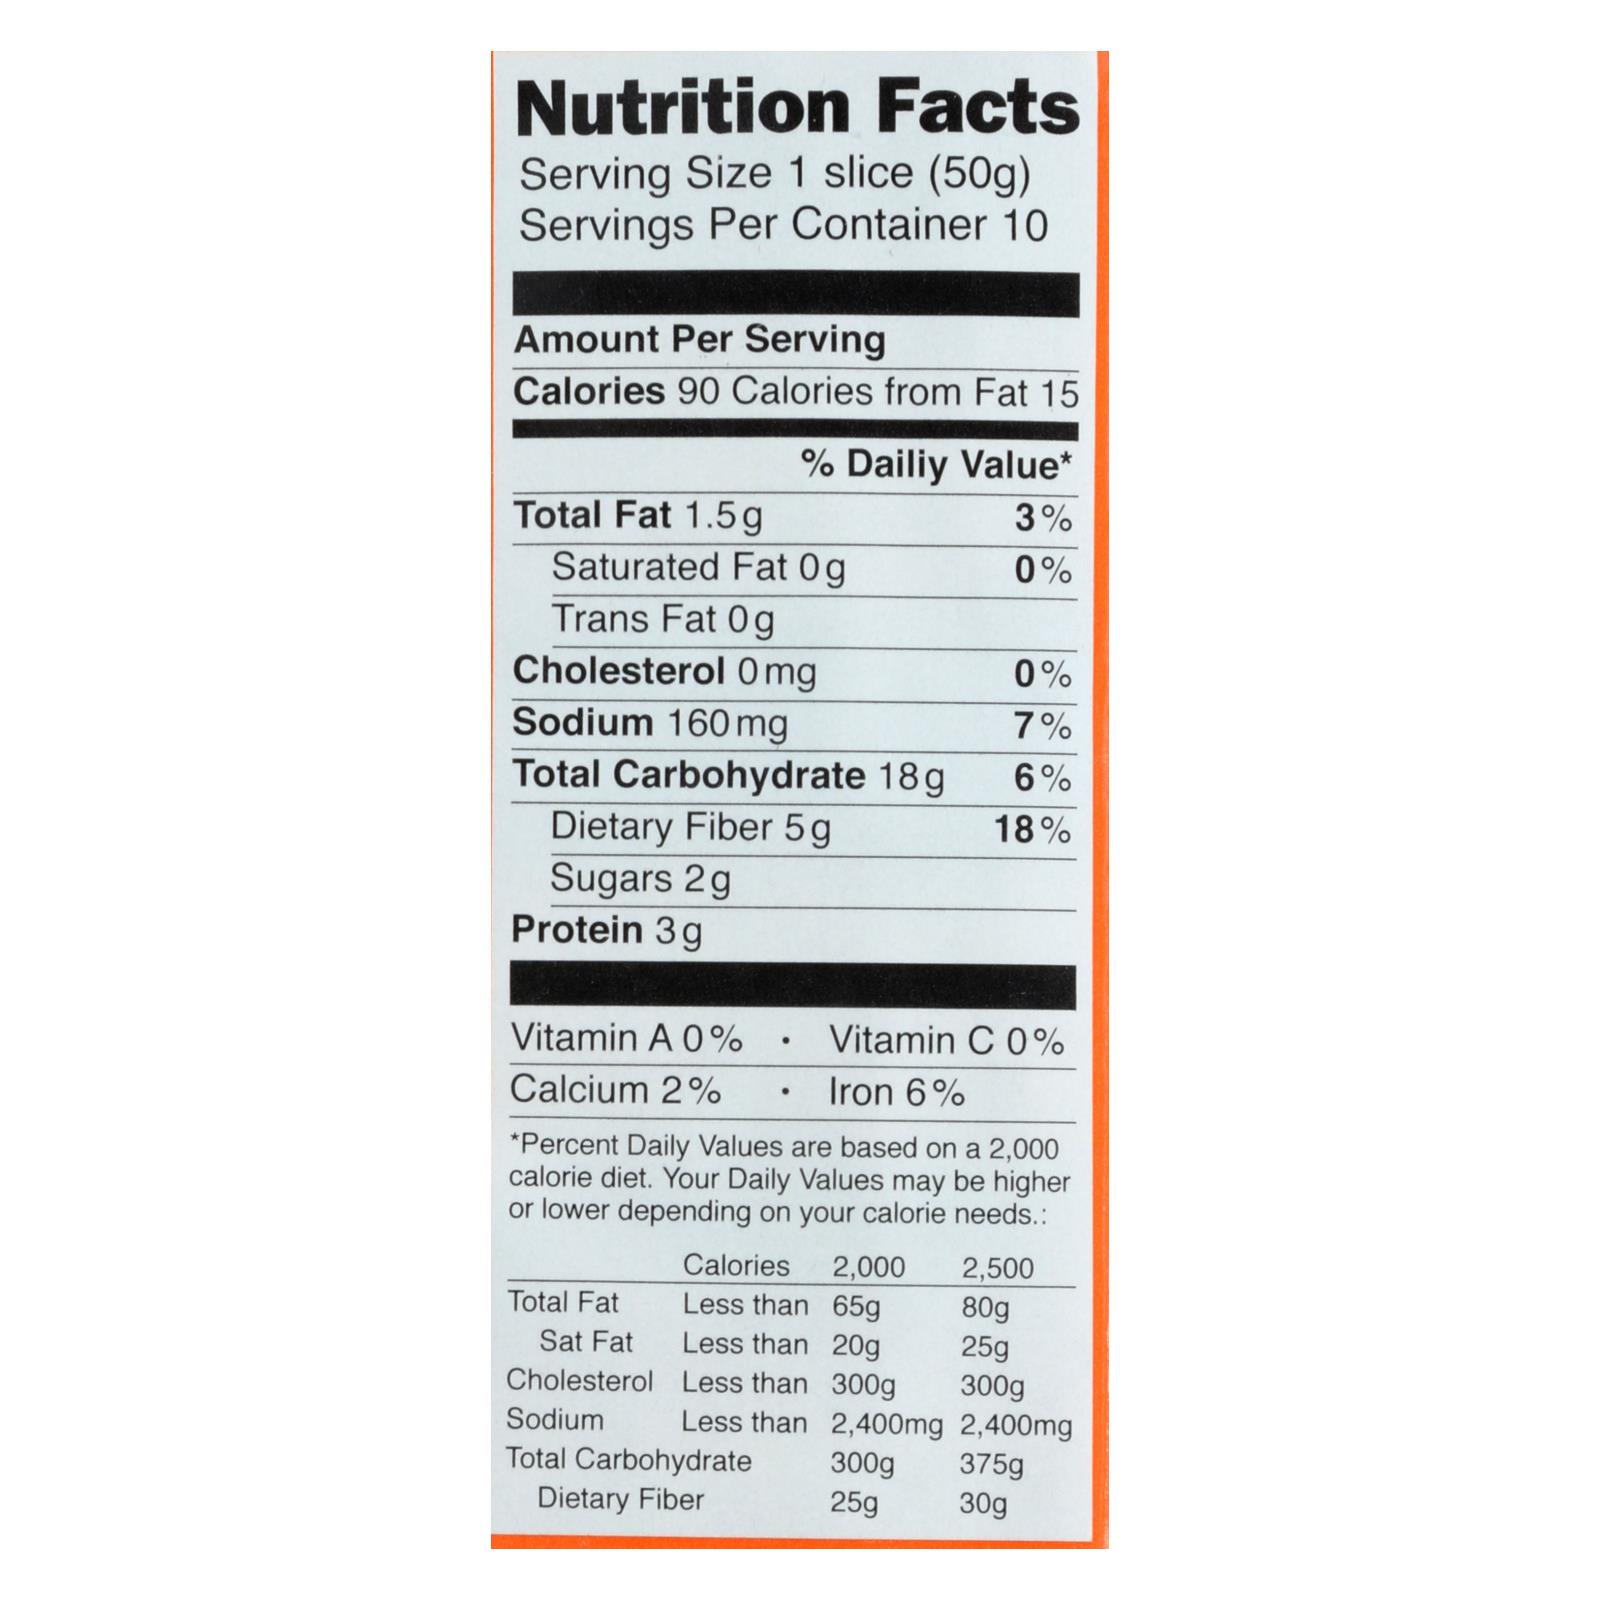 Nutrition Facts
Serving Size 1 slice (50g)
Servings Per Container 10
Amount Per Serving
Calories 90 Calories from Fat 15
% Dailiy Value*
Total Fat 1.5g 3%
Saturated Fat 0g 0%
Trans Fat 0g
Cholesterol 0mg 0%
Sodium 160mg 7%
Total Carbohydrate 18g 6%
Dietary Fiber 5g 18%
Sugars 2g
Protein 3g
Vitamin A 0% · Vitamin C 0%
Calcium 2% · Iron 6%
*Percent Daily Values are based on a 2,000
calorie diet. Your Daily Values may be higher
or lower depending on your calorie needs.:
Calories 2,000 2,500
Total Fat Less than 65g 80g
Sat Fat Less than 20g 25g
Cholesterol Less than 300g 300g
Sodium Less than 2,400mg 2,400mg
Total Carbohydrate 300g 375g
Dietary Fiber 25g 30g